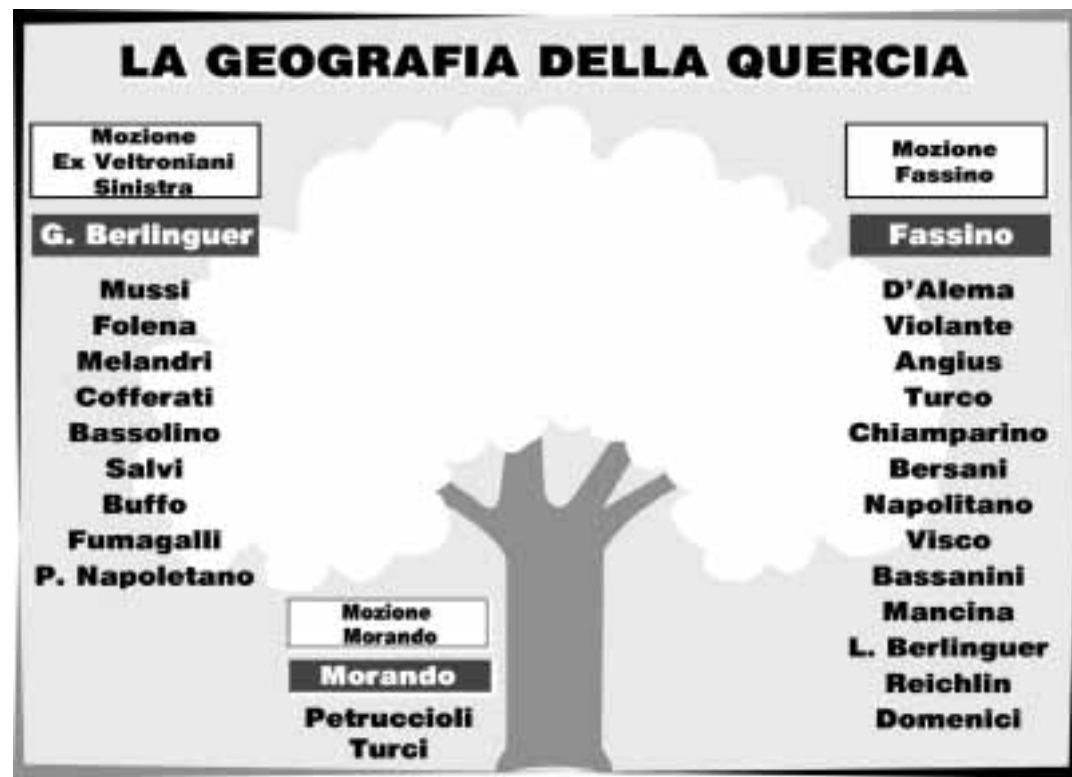 LA GEOGRAFIA DELLA QUERCIA
Mozione
Ex Veltroniani
Sinistra
G. Berlinguer
Mussi
Folena
Melandri
Cofferati
Bassolino
Salvi
Buffo
Fumagalli
P. Napoletano
Mozione
Morando
Morando
Petruccioli
Turci
Mozione
Fassino
Fassino
D'Alema
Violante
Angius
Turco
Chiamparino
Bersani
Napolitano
Visco
Bassanini
Mancina
L. Berlinguer
Reichlin
Domenici